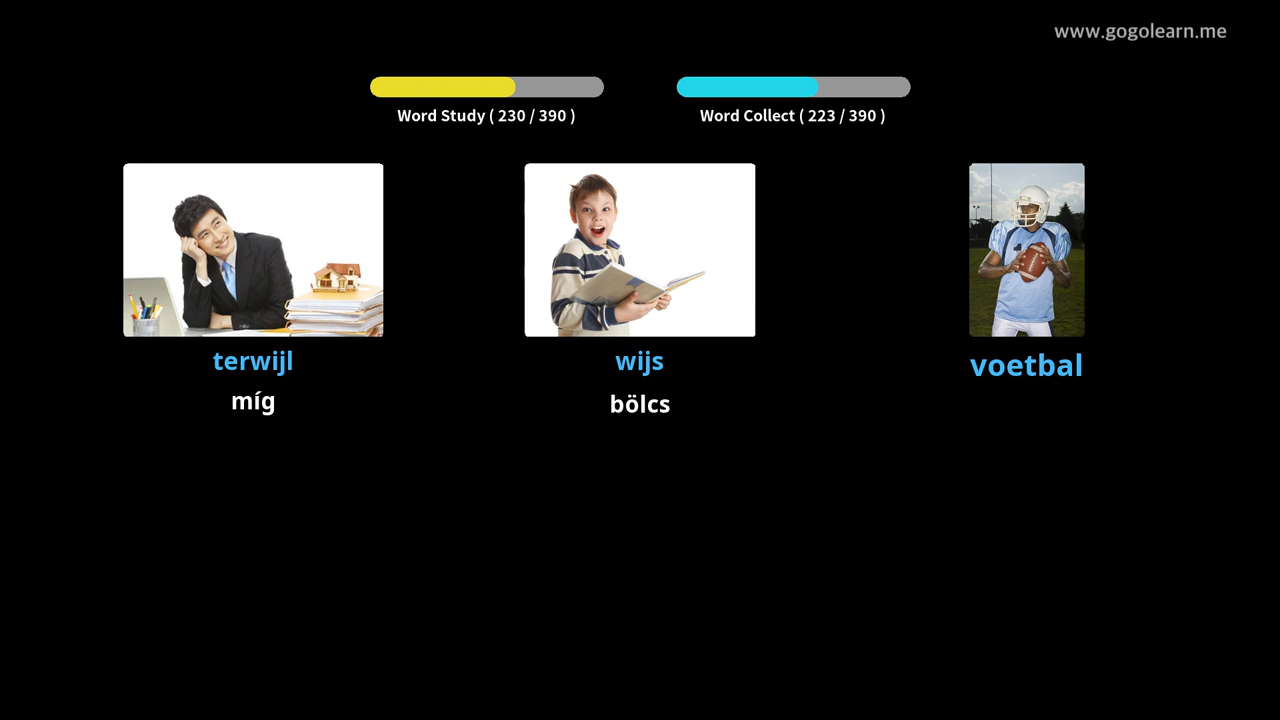 www.gogolearn.me
Word Study ( 230 / 390 )
Word Collect ( 223 / 390 )
terwijl
míg
wijs
bölcs
voetbal